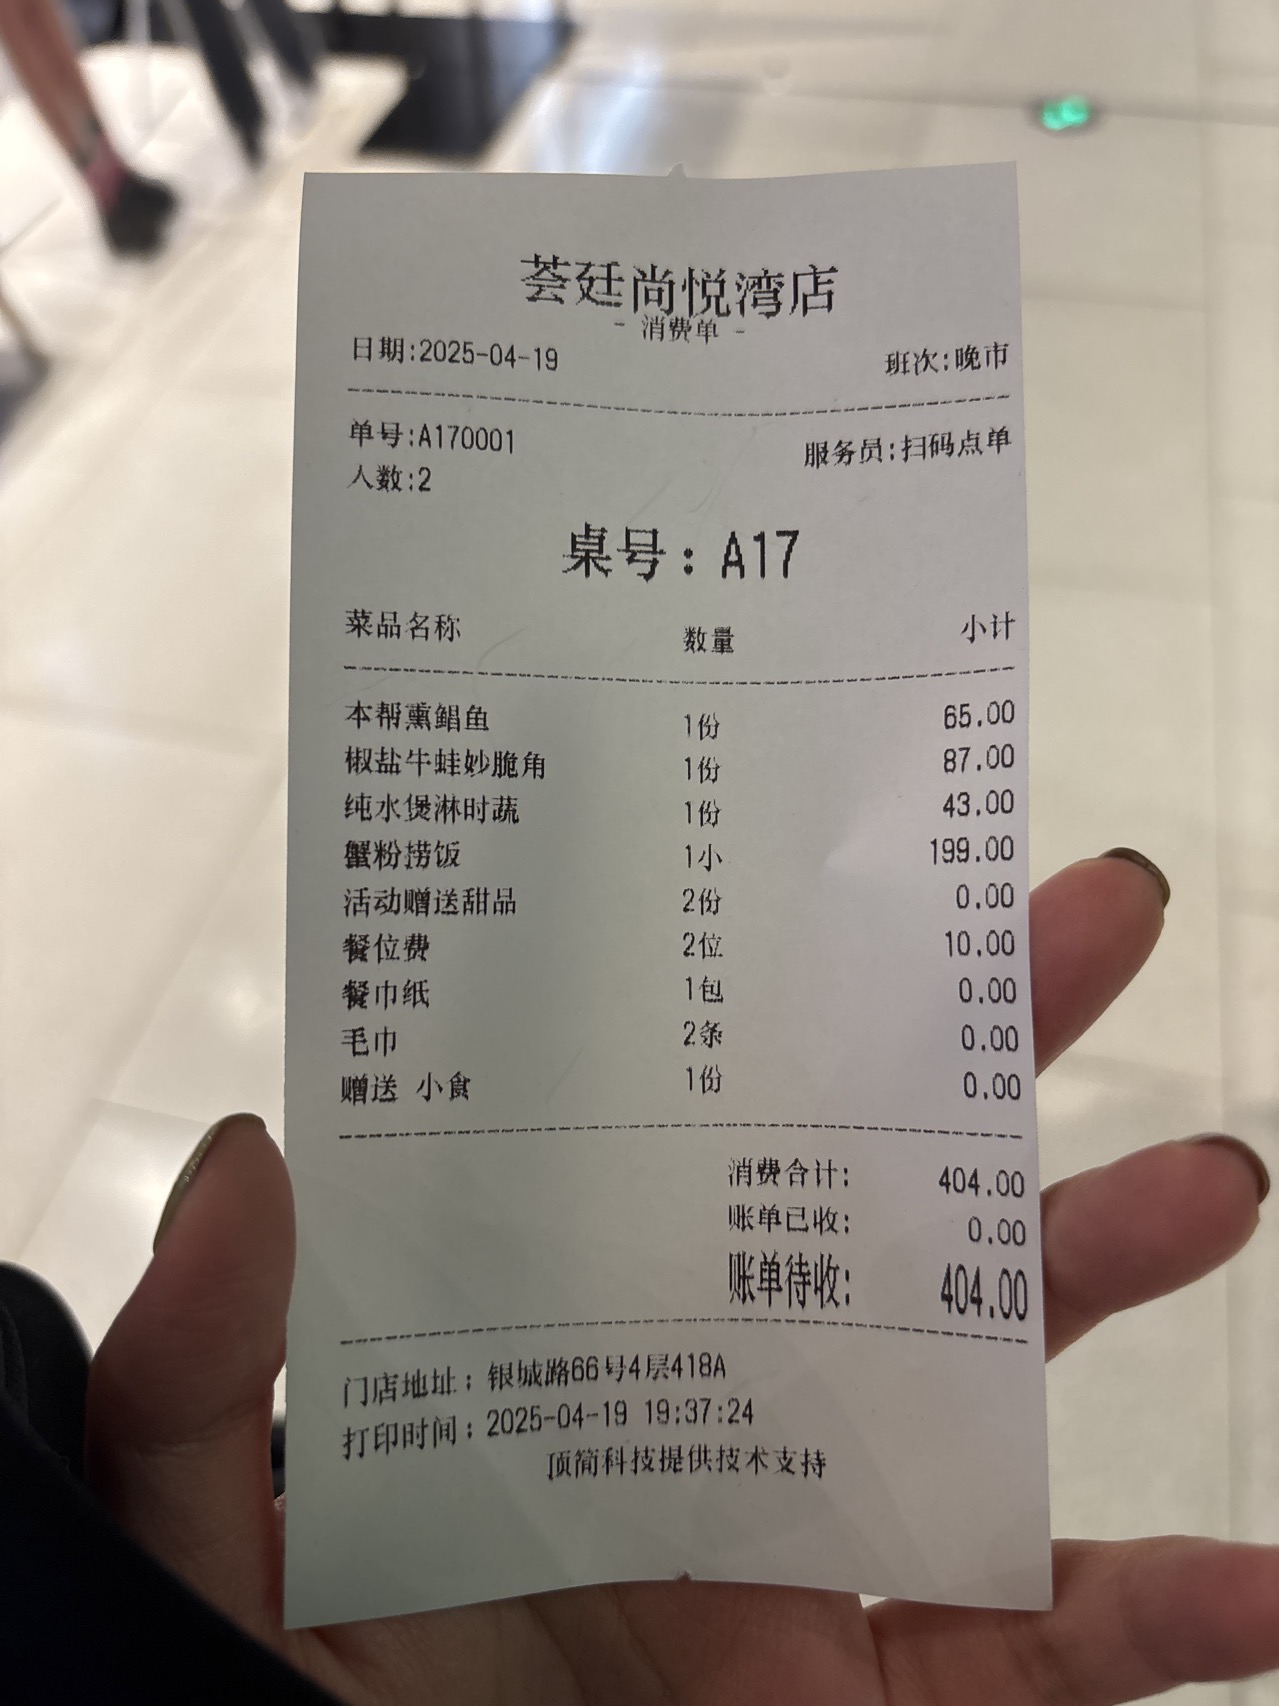 荟廷尚悦湾店
- 消费单 -
日期:2025-04-19 班次:晚市
单号:A170001 服务员:扫码点单
人数:2
桌号：A17
菜品名称 数量 小计
本帮熏鲳鱼 1份 65.00
椒盐牛蛙妙脆角 1份 87.00
纯水煲淋时蔬 1份 43.00
蟹粉捞饭 1小 199.00
活动赠送甜品 2份 0.00
餐位费 2位 10.00
餐巾纸 1包 0.00
毛巾 2条 0.00
赠送 小食 1份 0.00
消费合计: 404.00
账单已收: 0.00
账单待收: 404.00
门店地址：银城路66号4层418A
打印时间：2025-04-19 19:37:24
顶简科技提供技术支持